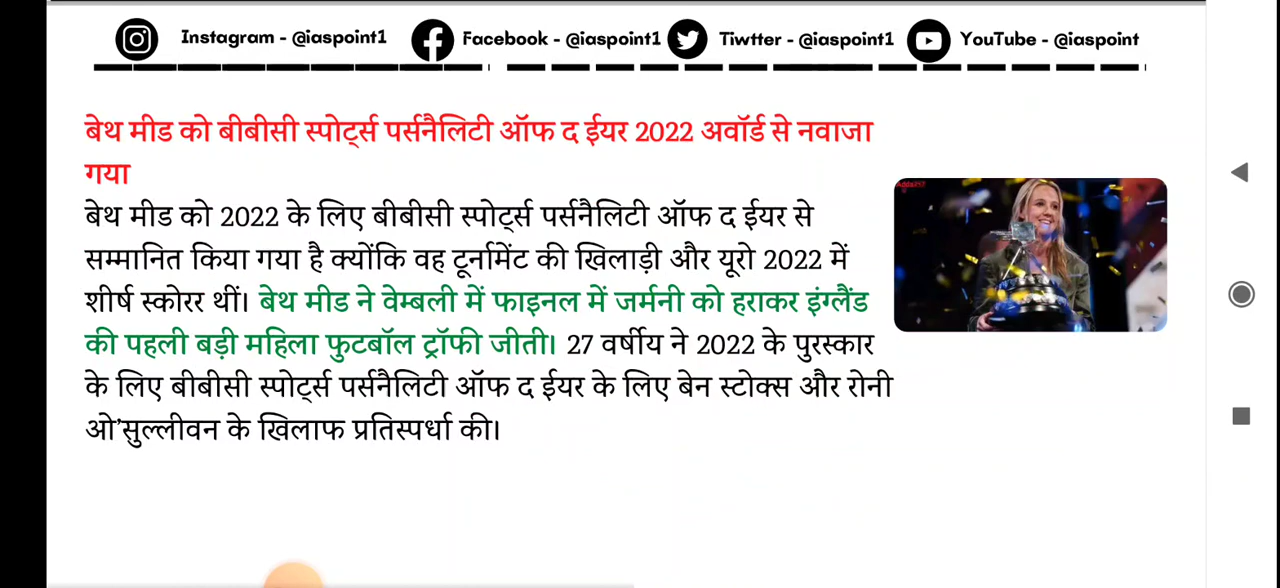 Instagram - @iaspoint1 Facebook - @iaspoint1 Tiwtter - @iaspoint1 YouTube - @iaspoint
बेथ मीड को बीबीसी स्पोर्ट्स पर्सनैलिटी ऑफ द ईयर 2022 अवॉर्ड से नवाजा
गया
बेथ मीड को 2022 के लिए बीबीसी स्पोर्ट्स पर्सनैलिटी ऑफ द ईयर से
सम्मानित किया गया है क्योंकि वह टूर्नामेंट की खिलाड़ी और यूरो 2022 में
शीर्ष स्कोरर थीं। बेथ मीड ने वेम्बली में फाइनल में जर्मनी को हराकर इंग्लैंड
की पहली बड़ी महिला फुटबॉल ट्रॉफी जीती। 27 वर्षीय ने 2022 के पुरस्कार
के लिए बीबीसी स्पोर्ट्स पर्सनैलिटी ऑफ द ईयर के लिए बेन स्टोक्स और रोनी
ओ’सुल्लीवन के खिलाफ प्रतिस्पर्धा की।